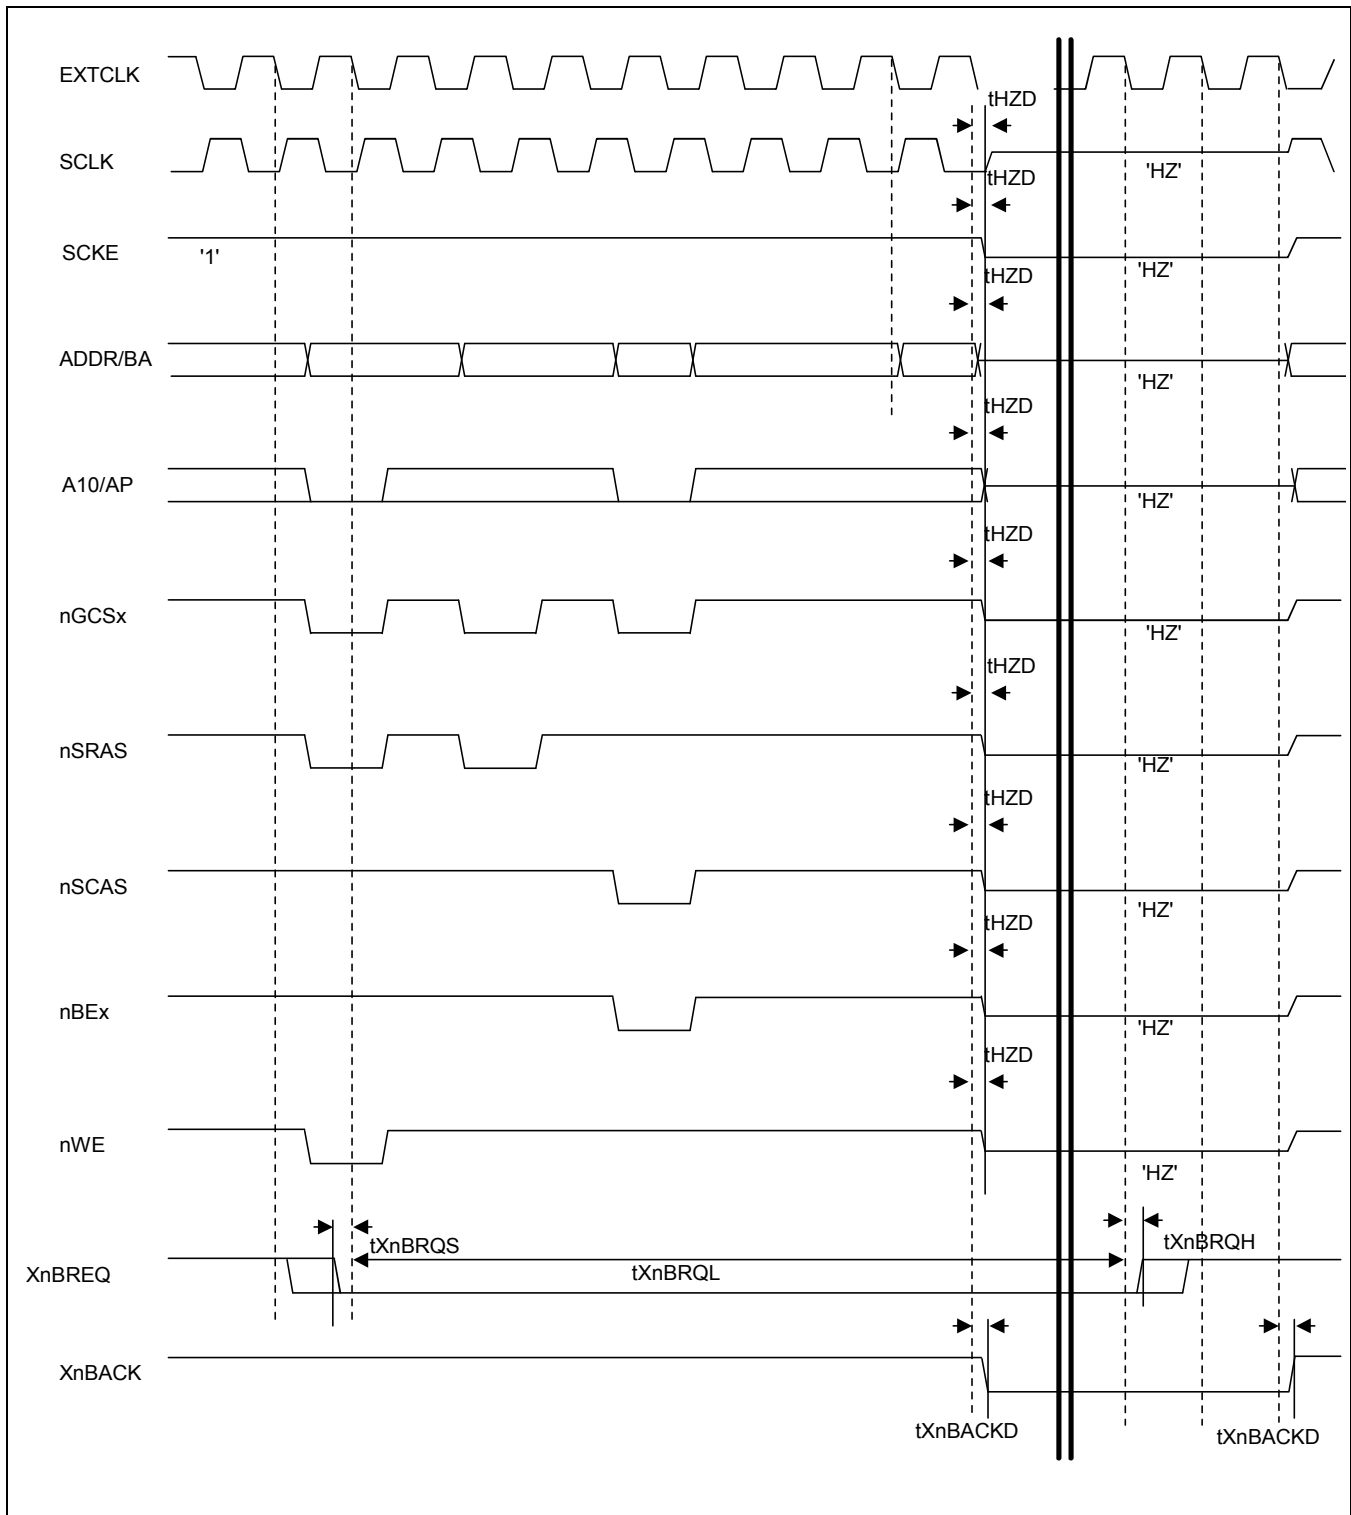 EXTCLK
tHZD
SCLK
'HZ'
tHZD
SCKE
'1'
'HZ'
tHZD
ADDR/BA
'HZ'
tHZD
A10/AP
'HZ'
tHZD
nGCSx
'HZ'
tHZD
nSRAS
'HZ'
tHZD
nSCAS
'HZ'
tHZD
nBEx
'HZ'
tHZD
nWE
'HZ'
tXnBRQS
tXnBRQH
XnBREQ
tXnBRQL
XnBACK
tXnBACKD
tXnBACKD